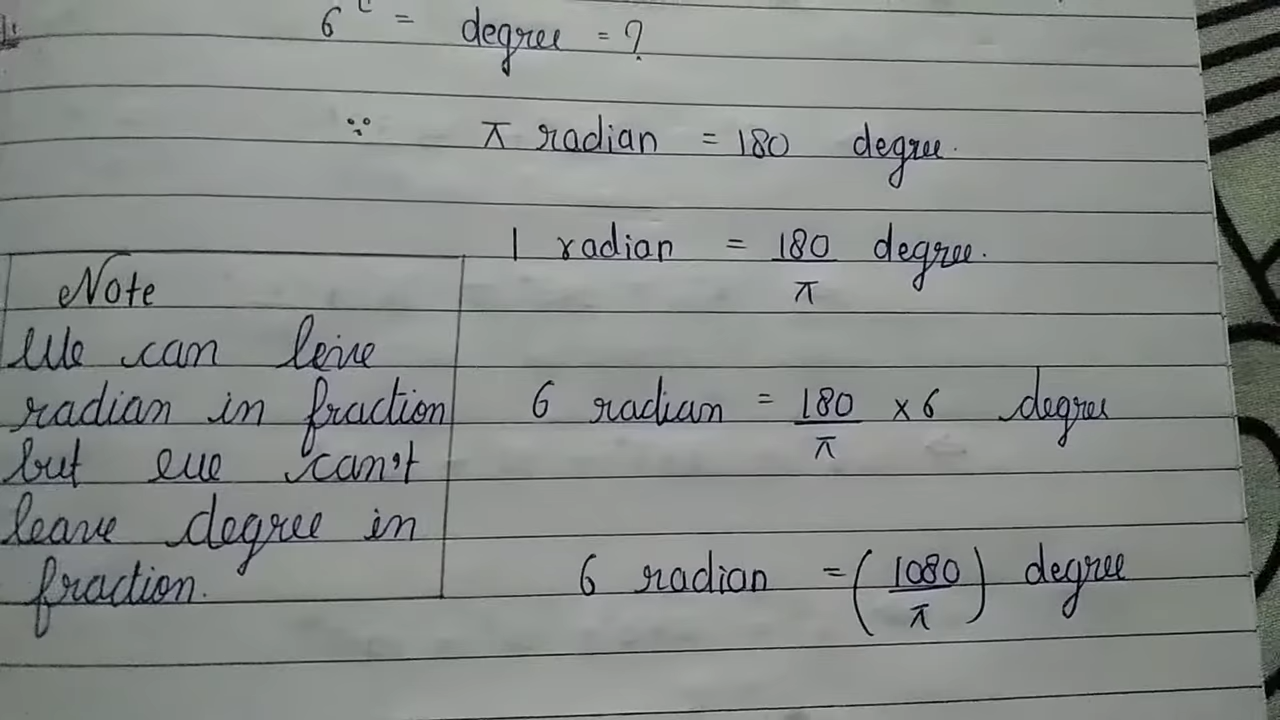 6ᶜ = degree = ?
∵ π radian = 180 degree.
1 radian = 180/π degree.
Note
We can leive
radian in fraction
but we can't
leave degree in
fraction.
6 radian = 180/π × 6 degree
6 radian = (1080/π) degree